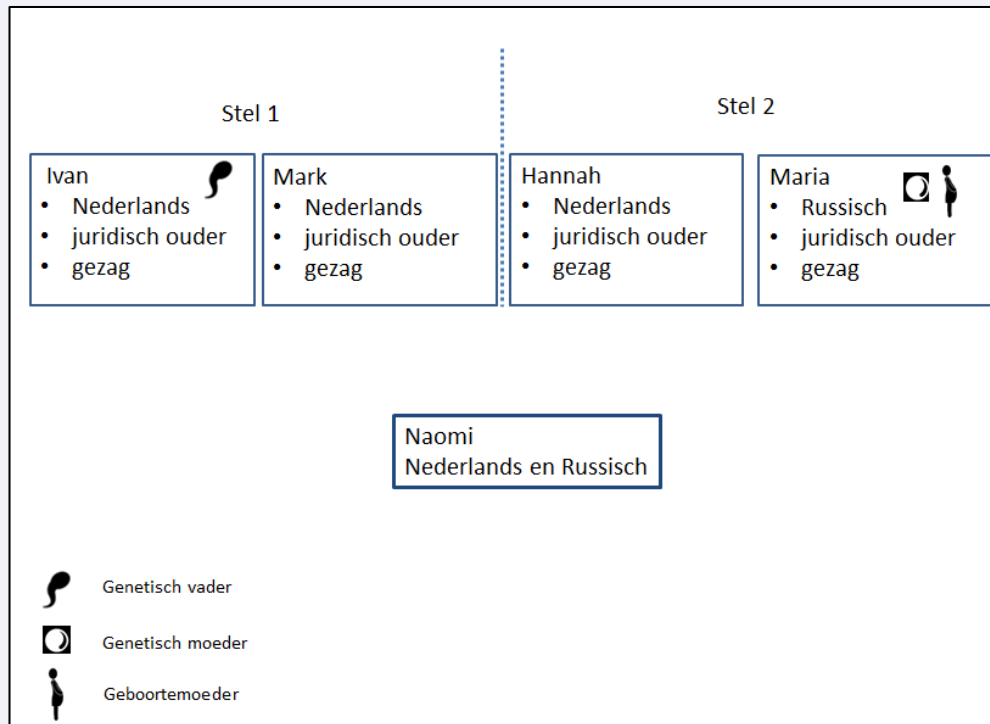 Stel 1
Stel 2
Ivan
• Nederlands
• juridisch ouder
• gezag
Mark
• Nederlands
• juridisch ouder
• gezag
Hannah
• Nederlands
• juridisch ouder
• gezag
Maria
• Russisch
• juridisch ouder
• gezag
Naomi
Nederlands en Russisch
Genetisch vader
Genetisch moeder
Geboortemoeder